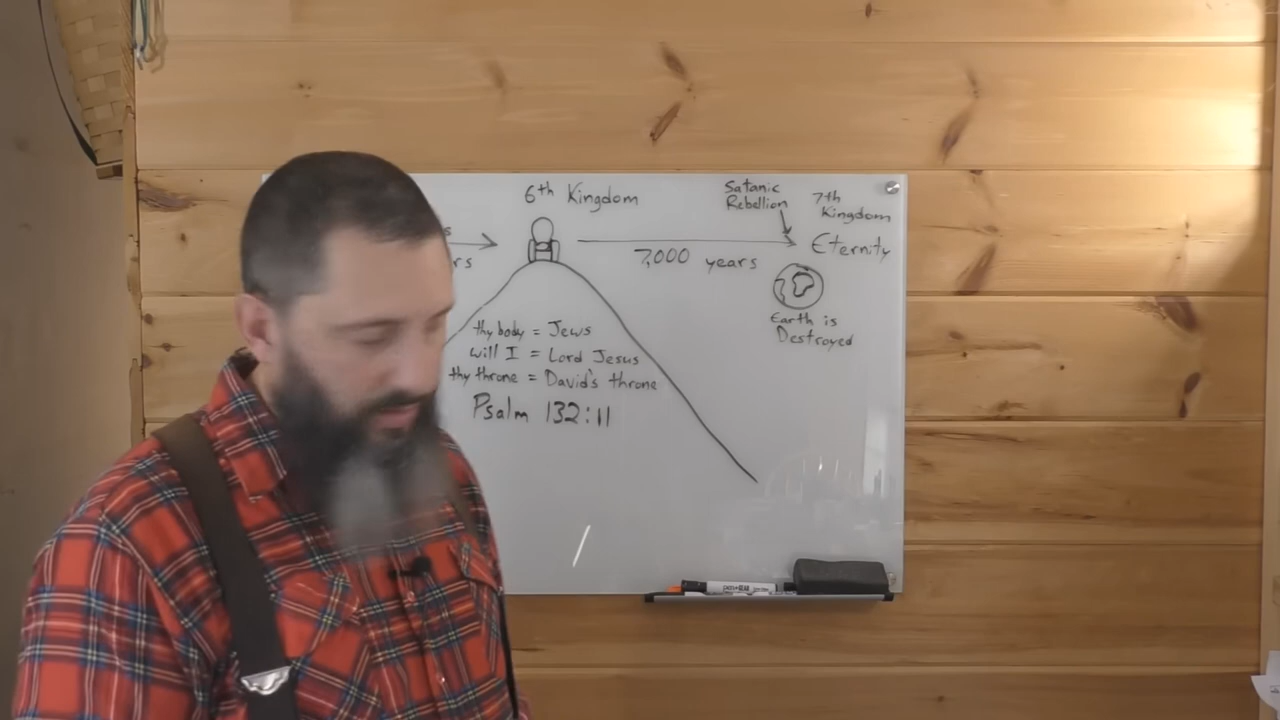 6th Kingdom
Satanic
Rebellion
7th
Kingdom
Eternity
7,000 years
Earth is
Destroyed
thy body = Jews
will I = Lord Jesus
thy throne = David's throne
Psalm 132:11